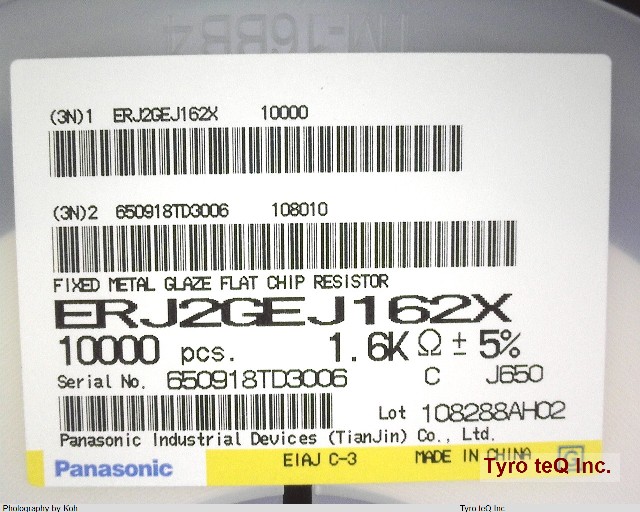 (3N)1 ERJ2GEJ162X 10000
(3N)2 650918TD3006 108010
FIXED METAL GLAZE FLAT CHIP RESISTOR
ERJ2GEJ162X
10000 pcs. 1.6K Ω ± 5%
Serial No. 650918TD3006 C J650
Lot 108288AH02
Panasonic Industrial Devices (TianJin) Co., Ltd.
Panasonic EIAJ C-3 MADE IN CHINA
Tyro teQ Inc.
Photography by Koh Tyro teQ Inc